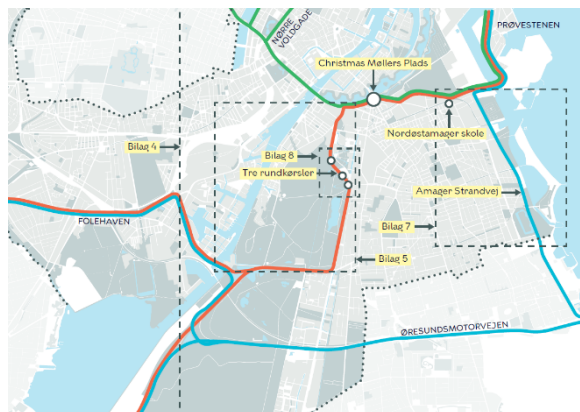 NØRRE
VOLDGADE
PRØVESTENEN
Christmas Møllers Plads
Bilag 4
Bilag 8
Tre rundkørsler
Nordøstamager skole
Amager Strandvej
FOLEHAVEN
Bilag 7
Bilag 5
ØRESUNDSMOTORVEJEN